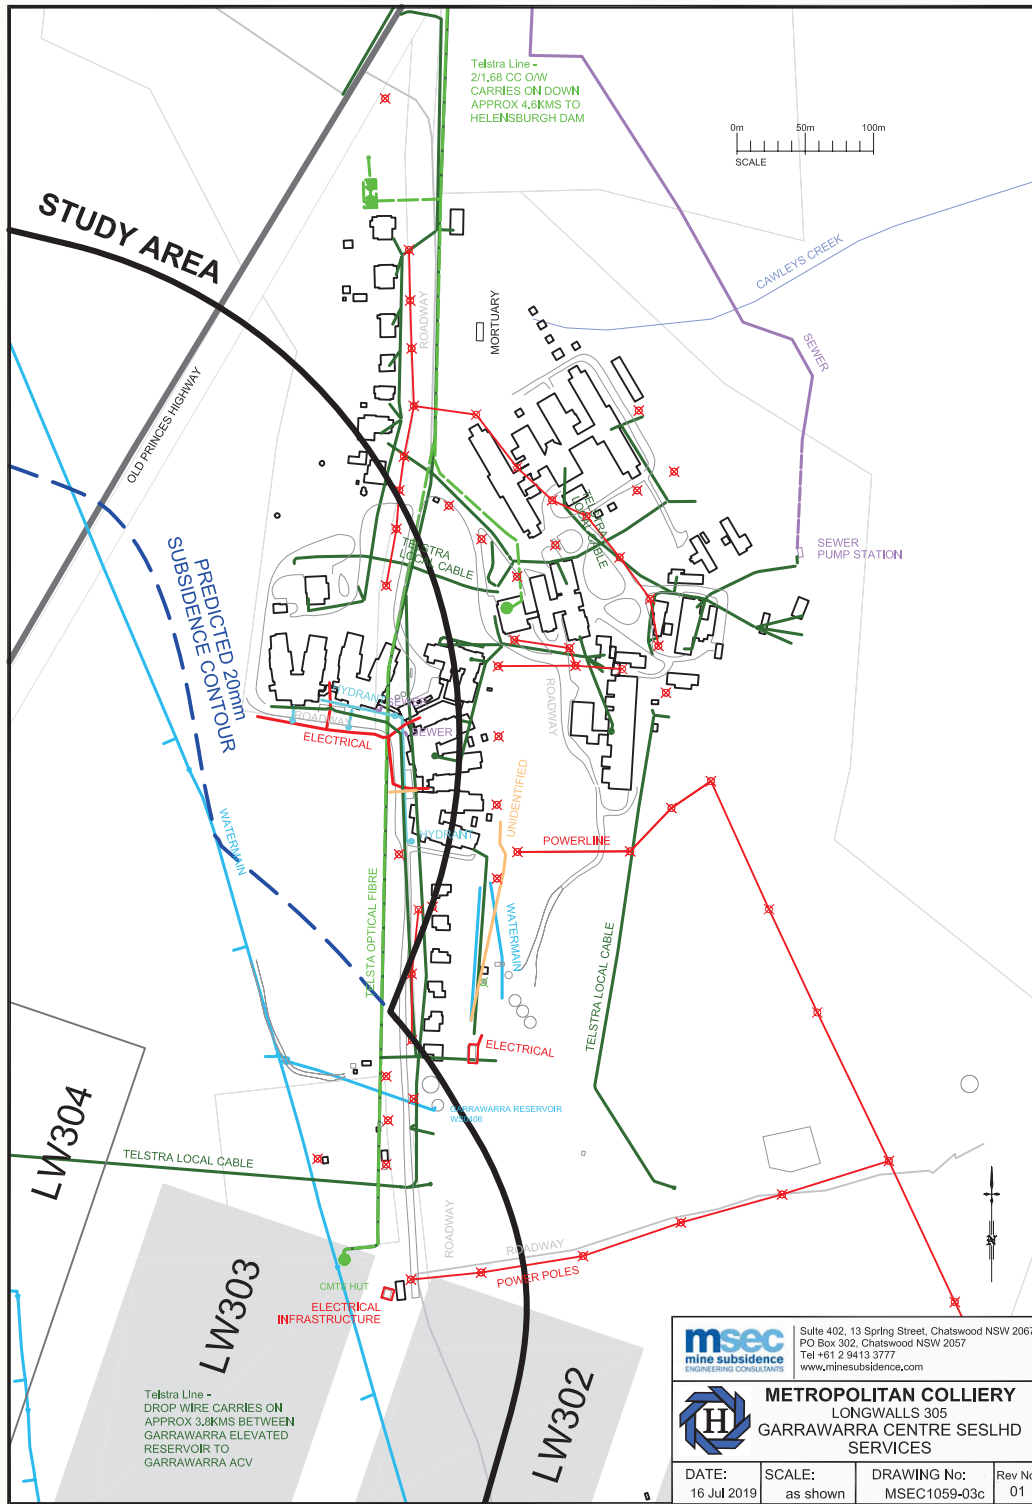 Telstra Line -
2/1.68 CC O/W
CARRIES ON DOWN
APPROX 4.6KMS TO
HELENSBURGH DAM
0m 50m 100m
SCALE
STUDY AREA
CAWLEYS CREEK
ROADWAY
MORTUARY
SEWER
OLD PRINCES HIGHWAY
TELSTRA
LOCAL CABLE
TELSTRA
LOCAL CABLE
SEWER
PUMP STATION
PREDICTED 20mm
SUBSIDENCE CONTOUR
HYDRANT
SEWER
ROADWAY
ROADWAY
SEWER
ELECTRICAL
UNIDENTIFIED
WATERMAIN
HYDRANT
POWERLINE
TELSTA OPTICAL FIBRE
WATERMAIN
TELSTRA LOCAL CABLE
ELECTRICAL
GARRAWARRA RESERVOIR
WS0406
LW304
TELSTRA LOCAL CABLE
ROADWAY
ROADWAY
N
POWER POLES
CMTS HUT
ELECTRICAL
INFRASTRUCTURE
LW303
LW302
Telstra Line -
DROP WIRE CARRIES ON
APPROX 3.8KMS BETWEEN
GARRAWARRA ELEVATED
RESERVOIR TO
GARRAWARRA ACV
msec
mine subsidence
ENGINEERING CONSULTANTS
Suite 402, 13 Spring Street, Chatswood NSW 2067
PO Box 302, Chatswood NSW 2057
Tel +61 2 9413 3777
www.minesubsidence.com
H
METROPOLITAN COLLIERY
LONGWALLS 305
GARRAWARRA CENTRE SESLHD
SERVICES
DATE: SCALE: DRAWING No: Rev No
16 Jul 2019 as shown MSEC1059-03c 01